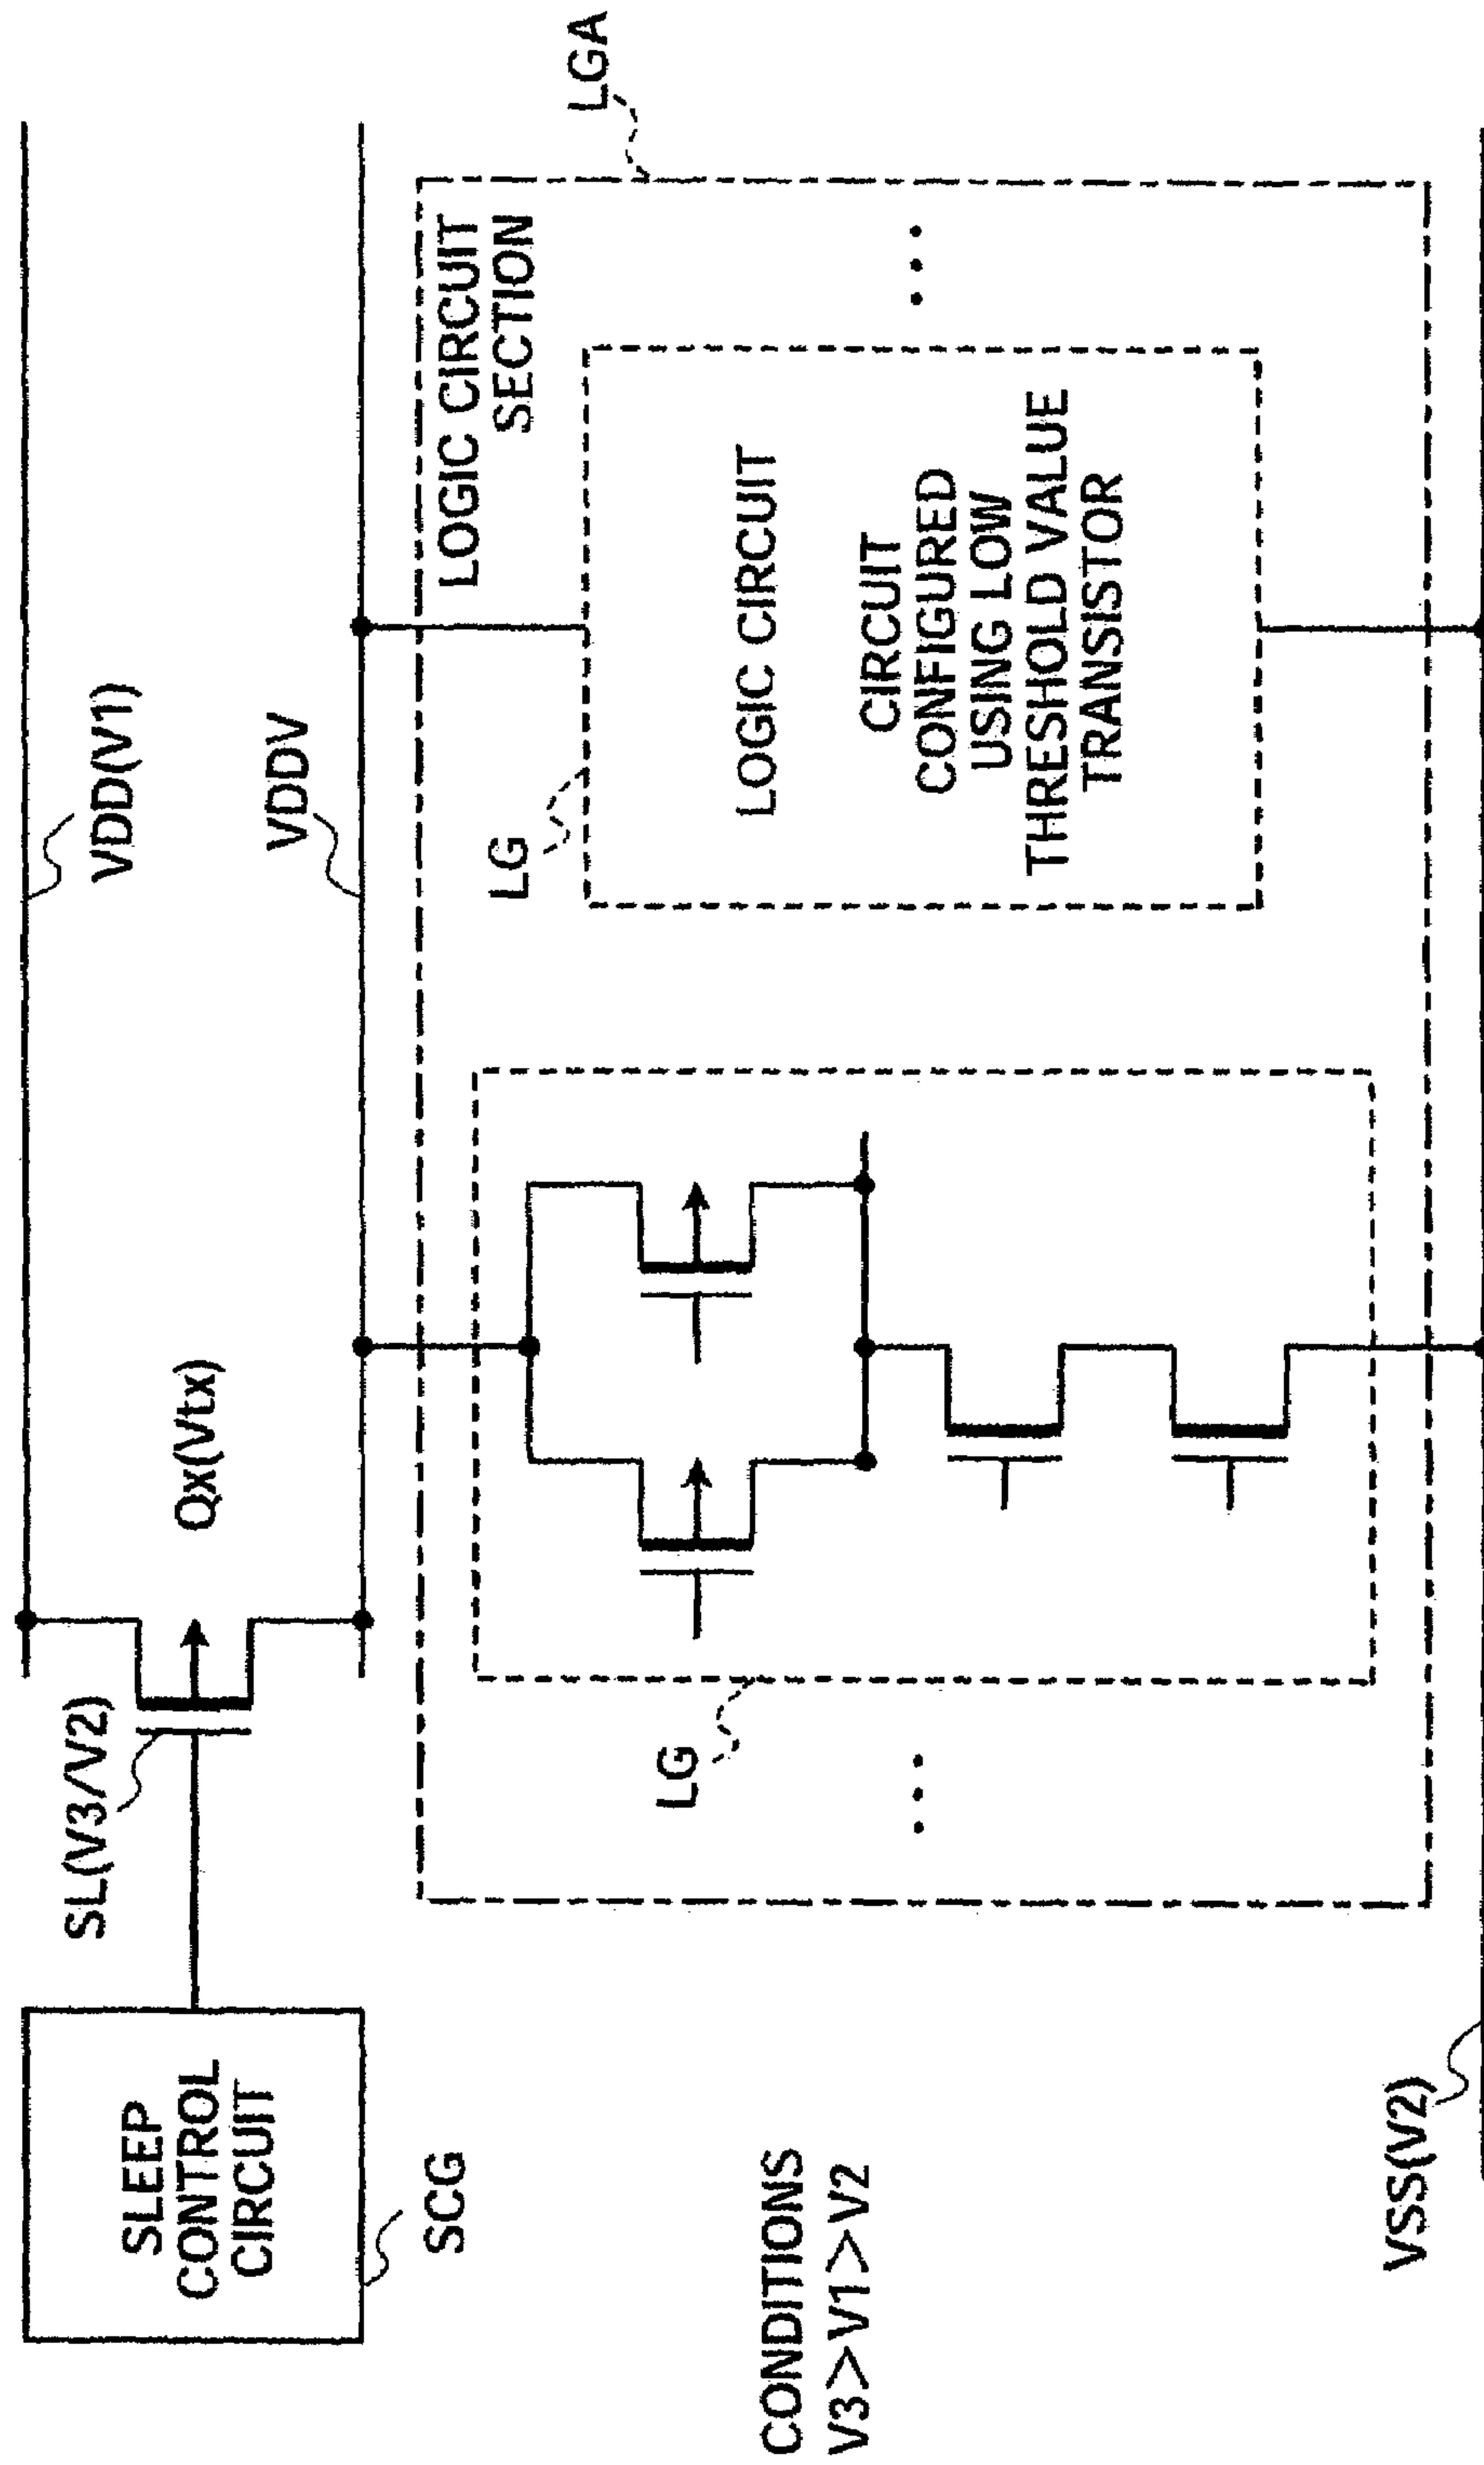 SLEEP
CONTROL
CIRCUIT
SCG
SL(V3/V2)
Qx(Vtx)
VDD(V1)
VDDV
LGA
LOGIC CIRCUIT
SECTION
LG
LG
LOGIC CIRCUIT
CIRCUIT
CONFIGURED
USING LOW
THRESHOLD VALUE
TRANSISTOR
CONDITIONS
V3>V1>V2
VSS(V2)